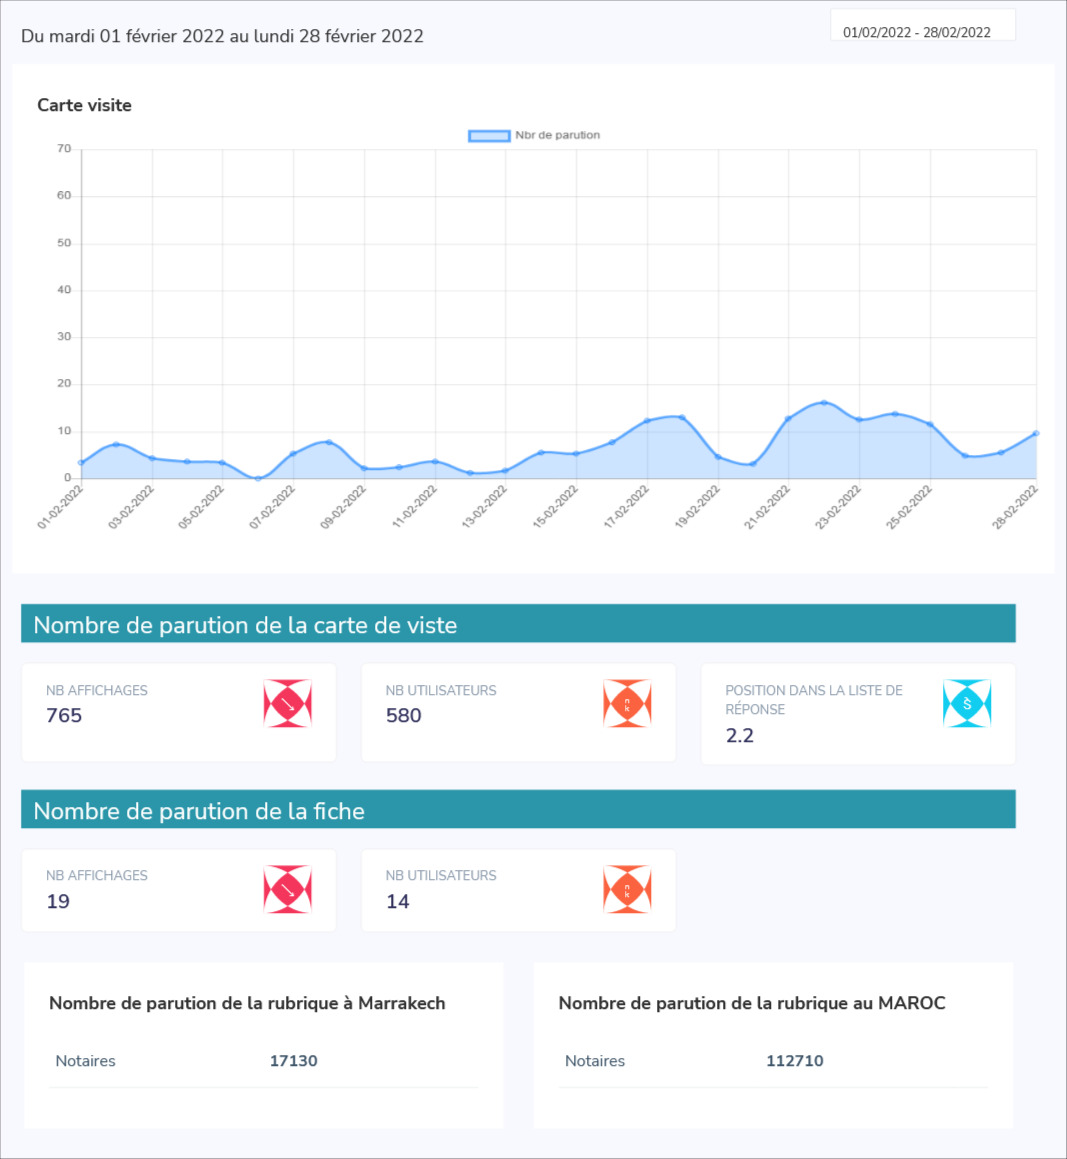 Du mardi 01 février 2022 au lundi 28 février 2022
01/02/2022 - 28/02/2022
Carte visite
Nbr de parution
70
60
50
40
30
20
10
0
01-02-2022
03-02-2022
05-02-2022
07-02-2022
09-02-2022
11-02-2022
13-02-2022
15-02-2022
17-02-2022
19-02-2022
21-02-2022
23-02-2022
25-02-2022
28-02-2022
Nombre de parution de la carte de viste
NB AFFICHAGES
765
NB UTILISATEURS
580
POSITION DANS LA LISTE DE
RÉPONSE
2.2
Nombre de parution de la fiche
NB AFFICHAGES
19
NB UTILISATEURS
14
Nombre de parution de la rubrique à Marrakech
Notaires 17130
Nombre de parution de la rubrique au MAROC
Notaires 112710